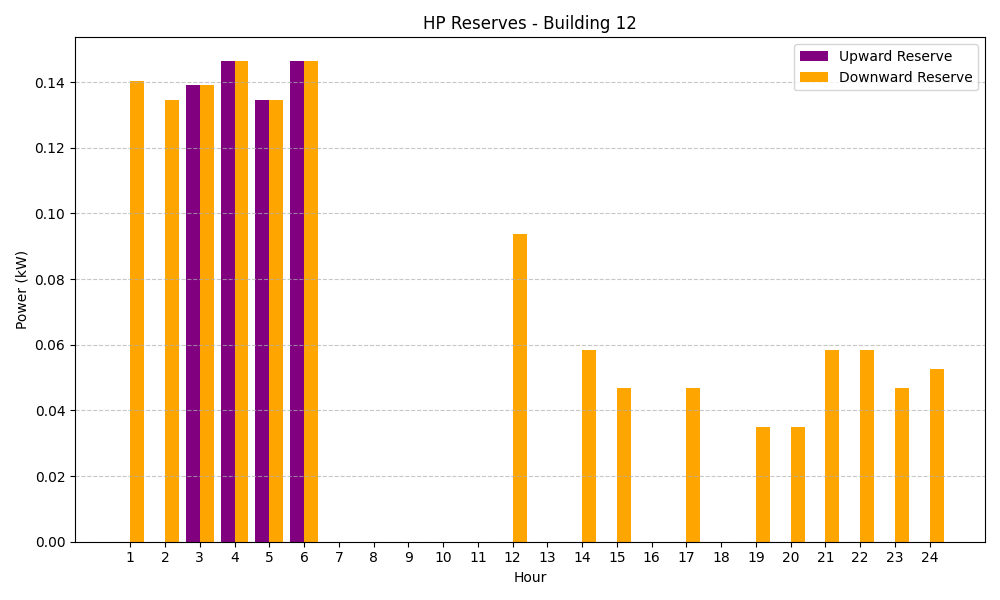 HP Reserves - Building 12
Upward Reserve
Downward Reserve
Power (kW)
0.14
0.12
0.10
0.08
0.06
0.04
0.02
0.00
1 2 3 4 5 6 7 8 9 10 11 12 13 14 15 16 17 18 19 20 21 22 23 24
Hour